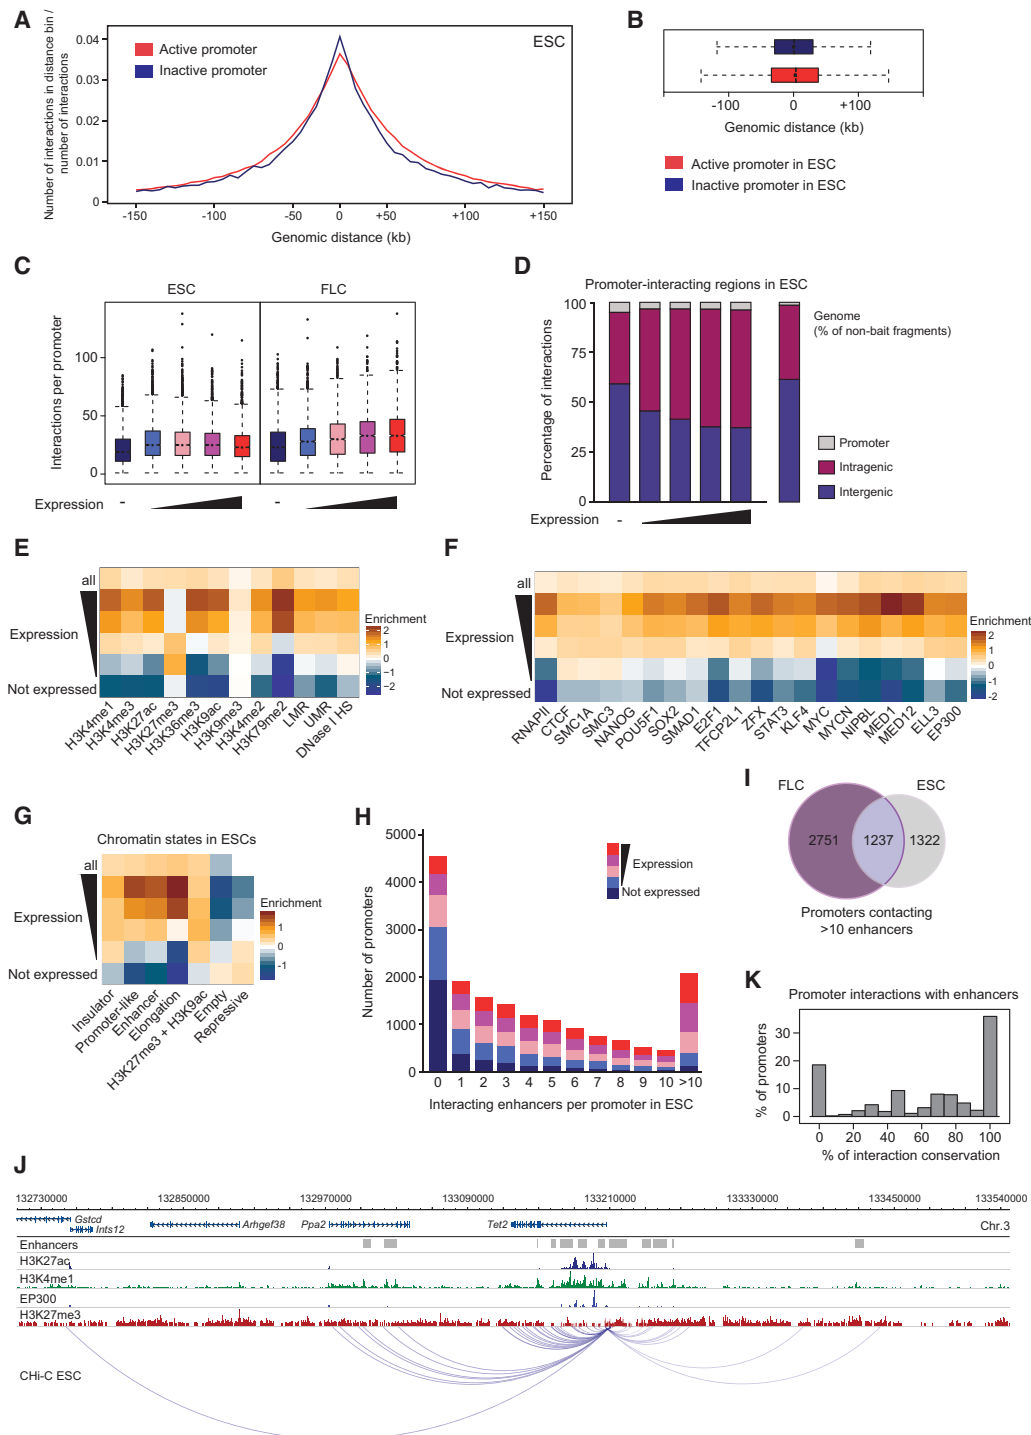 A
Number of interactions in distance bin /
number of interactions
0.04
0.03
0.02
0.01
0
Active promoter
Inactive promoter
ESC
-150
-100
-50
0
+50
+100
+150
Genomic distance (kb)
B
-100
0
+100
Genomic distance (kb)
Active promoter in ESC
Inactive promoter in ESC
C
ESC
FLC
Interactions per promoter
100
50
0
Expression
-
-
D
Promoter-interacting regions in ESC
Percentage of interactions
100
75
50
25
0
Expression
-
Genome
(% of non-bait fragments)
Promoter
Intragenic
Intergenic
E
all
Expression
Not expressed
Enrichment
2
1
0
-1
-2
H3K4me1
H3K4me3
H3K27ac
H3K27me3
H3K36me3
H3K9ac
H3K9me3
H3K4me2
H3K79me2
LMR
UMR
DNase I HS
F
all
Expression
Not expressed
Enrichment
2
1
0
-1
-2
RNAPII
CTCF
SMC1A
SMC3
NANOG
POU5F1
SOX2
SMAD1
E2F1
TFCP2L1
ZFX
STAT3
KLF4
MYC
MYCN
NIPBL
MED1
MED12
ELL3
EP300
G
Chromatin states in ESCs
all
Expression
Not expressed
Enrichment
1
0
-1
Insulator
Promoter-like
Enhancer
Elongation
H3K27me3 + H3K9ac
Empty
Repressive
H
Number of promoters
5000
4000
3000
2000
1000
0
Expression
Not expressed
0
1
2
3
4
5
6
7
8
9
10
>10
Interacting enhancers per promoter in ESC
I
FLC
ESC
2751
1237
1322
Promoters contacting
>10 enhancers
K
Promoter interactions with enhancers
% of promoters
30
20
10
0
0
20
40
60
80
100
% of interaction conservation
J
132730000
132850000
132970000
133090000
133210000
133330000
133450000
133540000
Gstcd
Ints12
Arhgef38
Ppa2
Tet2
Chr.3
Enhancers
H3K27ac
H3K4me1
EP300
H3K27me3
CHi-C ESC